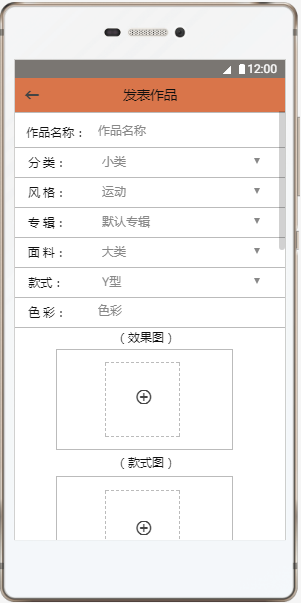 12:00
发表作品
作品名称： 作品名称
分类： 小类
风格： 运动
专辑： 默认专辑
面料： 大类
款式： Y型
色彩： 色彩
（效果图）
（款式图）